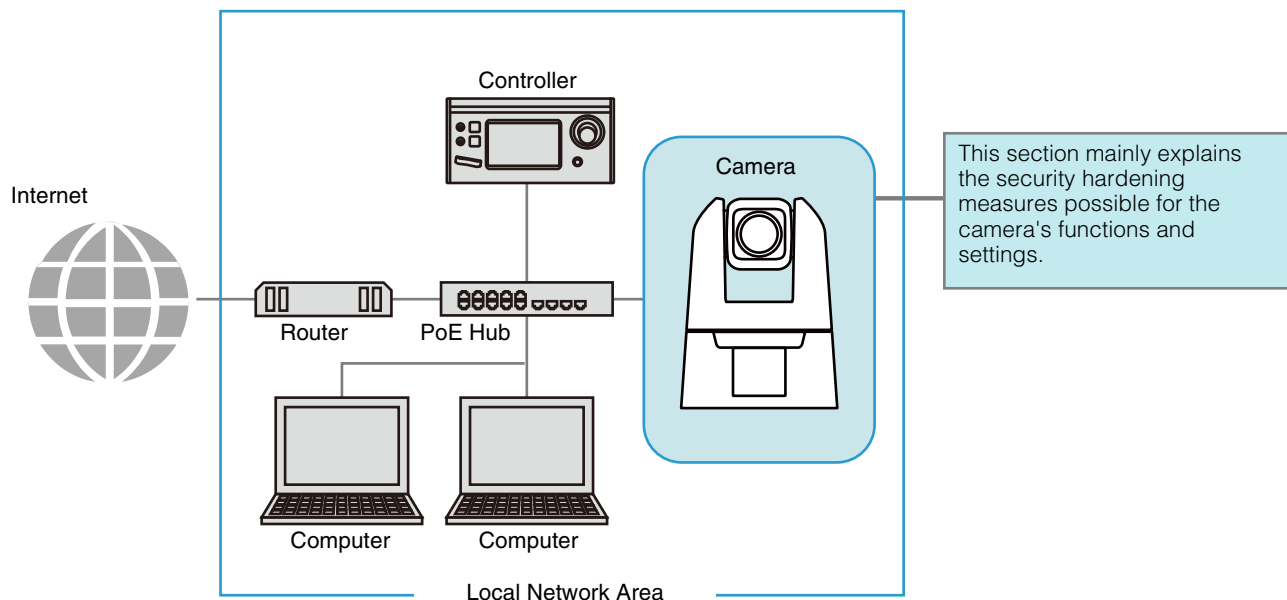 Controller
Camera
This section mainly explains
the security hardening
measures possible for the
camera's functions and
settings.
Internet
Router
PoE Hub
Computer
Computer
Local Network Area